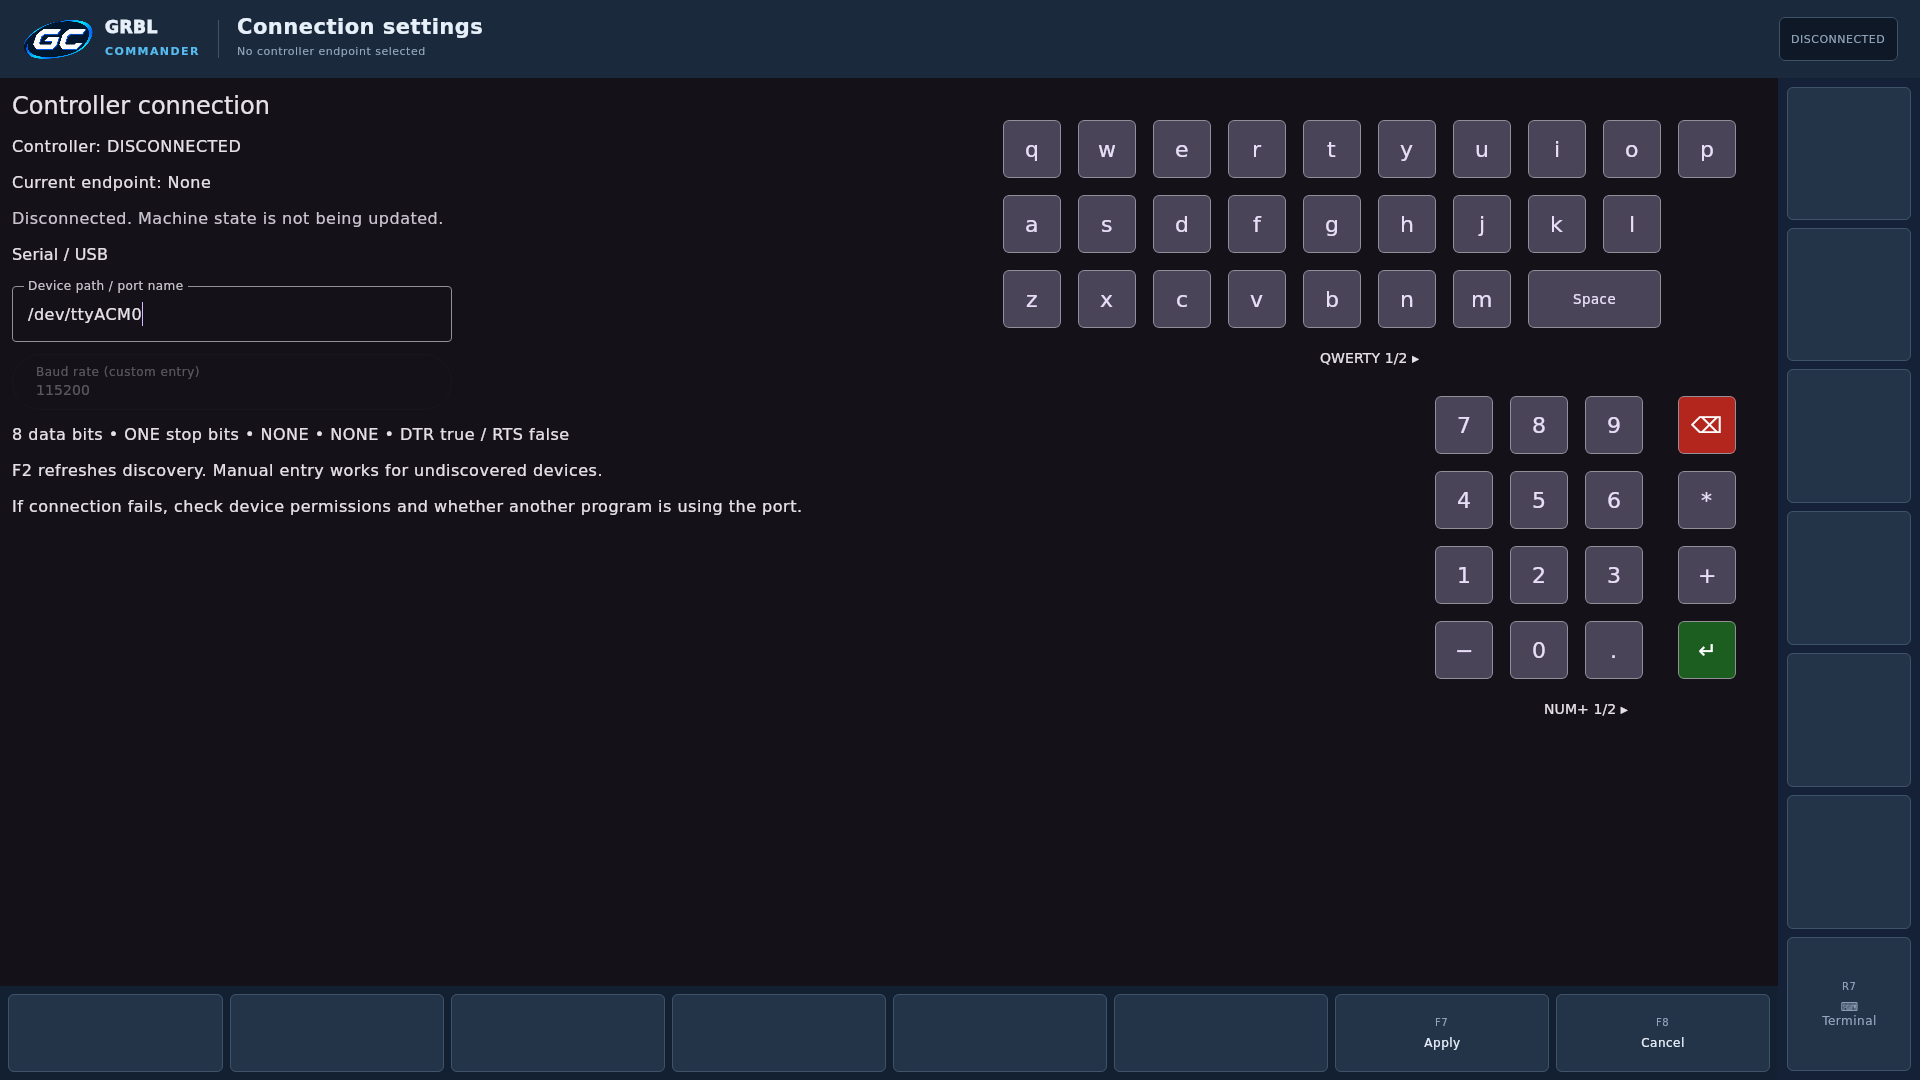 GC
GRBL
COMMANDER
Connection settings
No controller endpoint selected
DISCONNECTED
Controller connection
Controller: DISCONNECTED
Current endpoint: None
Disconnected. Machine state is not being updated.
Serial / USB
Device path / port name
/dev/ttyACM0
Baud rate (custom entry)
115200
8 data bits • ONE stop bits • NONE • NONE • DTR true / RTS false
F2 refreshes discovery. Manual entry works for undiscovered devices.
If connection fails, check device permissions and whether another program is using the port.
q w e r t y u i o p
a s d f g h j k l
z x c v b n m Space
QWERTY 1/2 ▸
7 8 9 ⌫
4 5 6 *
1 2 3 +
− 0 . ↵
NUM+ 1/2 ▸
R7
⌨
Terminal
F7
Apply
F8
Cancel